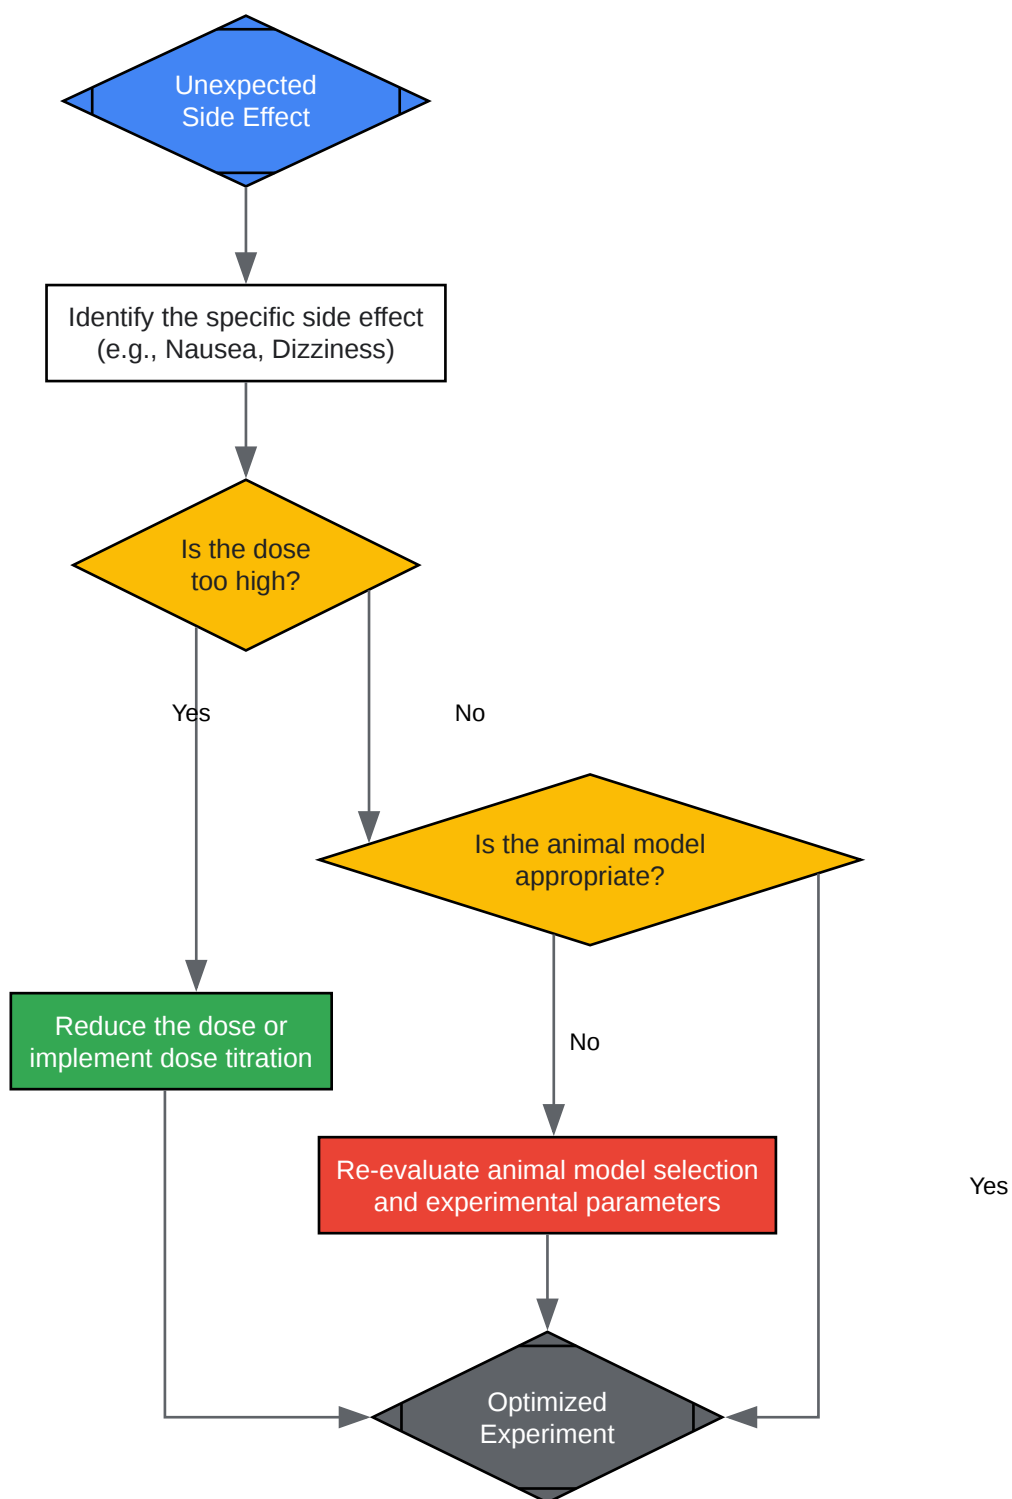 Unexpected
Side Effect
Identify the specific side effect
(e.g., Nausea, Dizziness)
Is the dose
too high?
Yes
No
Is the animal model
appropriate?
Reduce the dose or
implement dose titration
No
Re-evaluate animal model selection
and experimental parameters
Yes
Optimized
Experiment